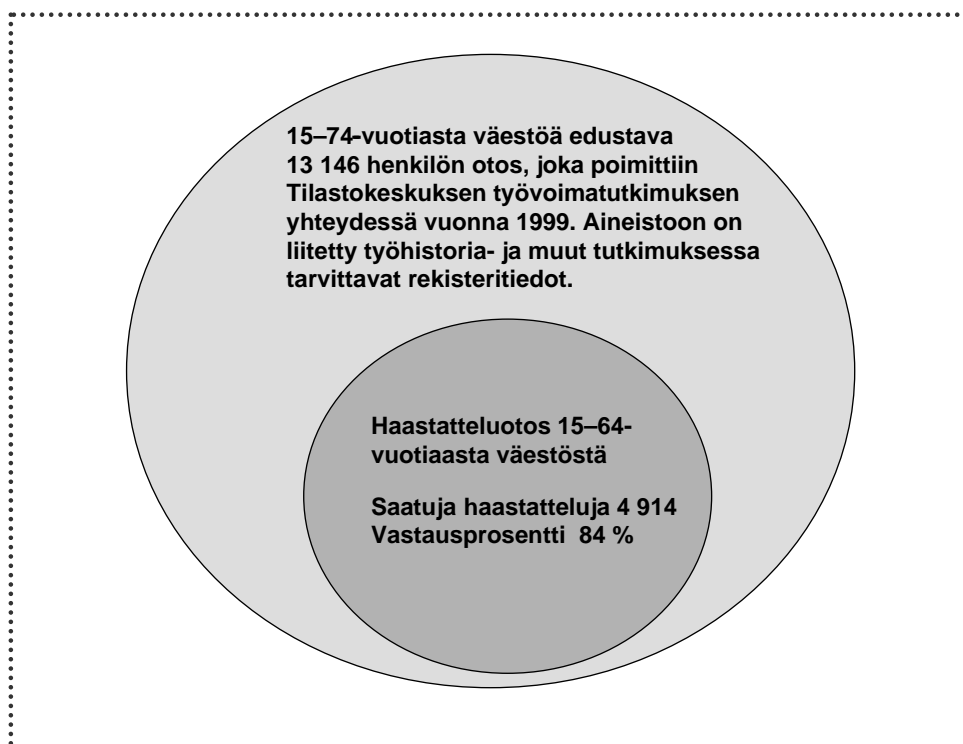 15–74-vuotiasta väestöä edustava
13 146 henkilön otos, joka poimittiin
Tilastokeskuksen työvoimatutkimuksen
yhteydessä vuonna 1999. Aineistoon on
liitetty työhistoria- ja muut tutkimuksessa
tarvittavat rekisteritiedot.
Haastatteluotos 15–64-
vuotiaasta väestöstä
Saatuja haastatteluja 4 914
Vastausprosentti 84 %